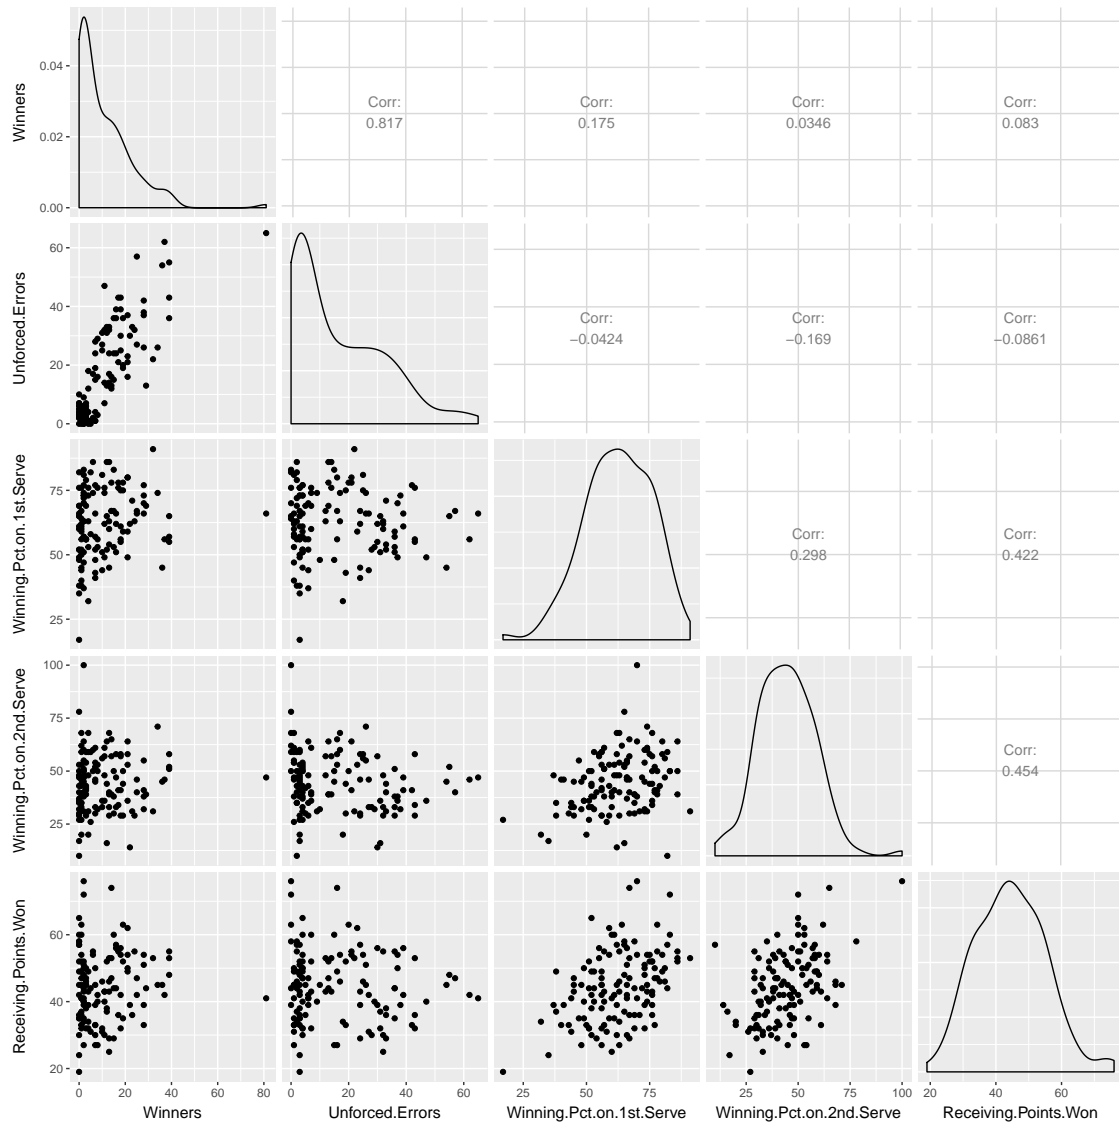 Winners
0.04
0.02
0.00
Corr:
0.817
Corr:
0.175
Corr:
0.0346
Corr:
0.083
Unforced.Errors
60
40
20
0
Corr:
−0.0424
Corr:
−0.169
Corr:
−0.0861
Winning.Pct.on.1st.Serve
75
50
25
Corr:
0.298
Corr:
0.422
Winning.Pct.on.2nd.Serve
100
75
50
25
Corr:
0.454
Receiving.Points.Won
60
40
20
0 20 40 60 80
0 20 40 60
25 50 75
25 50 75 100
20 40 60
Winners
Unforced.Errors
Winning.Pct.on.1st.Serve
Winning.Pct.on.2nd.Serve
Receiving.Points.Won